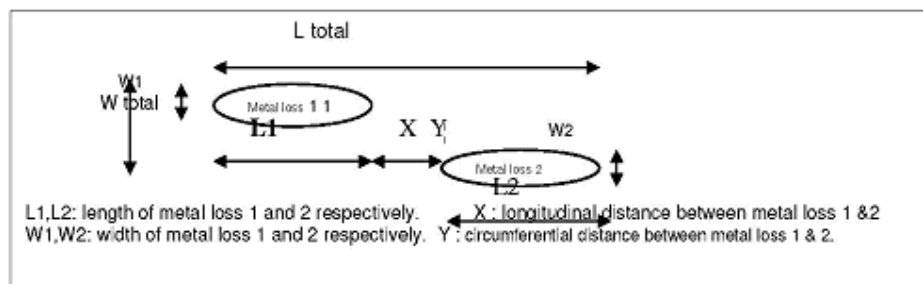 L total
W1
W total
Metal loss 1 1
L1
X Y
W2
Metal loss 2
L2
L1,L2: length of metal loss 1 and 2 respectively. X : longitudinal distance between metal loss 1 &2
W1,W2: width of metal loss 1 and 2 respectively. Y : circumferential distance between metal loss 1 & 2.